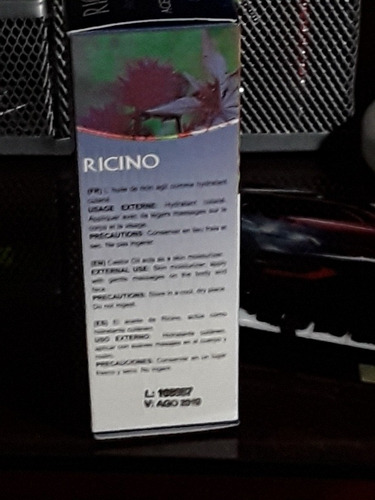 RICINO
(FR) L' huile de ricin agit comme hydratant
cutané.
USAGE EXTERNE: Hydratant cutané.
Appliquer avec de légers massages sur le
corps et le visage.
PRECAUTIONS: Conserver en lieu frais et
sec. Ne pas ingerer.
(EN) Castor Oil acts as a skin moisturizer.
EXTERNAL USE: Skin moisturizer, apply
with gentle massages on the body and
face.
PRECAUTIONS: Store in a cool, dry place.
Do not ingest.
(ES) El aceite de Ricino, actúa como
hidratante cutáneo.
USO EXTERNO: Hidratante cutáneo,
aplicar con suaves masajes en el cuerpo y
rostro.
PRECAUCIONES: Conservar en un lugar
fresco y seco. No ingerir.
L:
V: AGO 2019